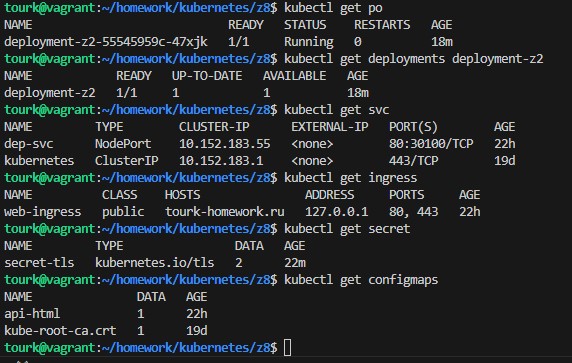 tourk@vagrant:~/homework/kubernetes/z8$ kubectl get po
NAME                             READY   STATUS    RESTARTS   AGE
deployment-z2-55545959c-47xjk   1/1     Running   0          18m
tourk@vagrant:~/homework/kubernetes/z8$ kubectl get deployments deployment-z2
NAME            READY   UP-TO-DATE   AVAILABLE   AGE
deployment-z2   1/1     1            1           18m
tourk@vagrant:~/homework/kubernetes/z8$ kubectl get svc
NAME         TYPE        CLUSTER-IP      EXTERNAL-IP   PORT(S)        AGE
dep-svc      NodePort    10.152.183.55   <none>        80:30100/TCP   22h
kubernetes   ClusterIP   10.152.183.1    <none>        443/TCP        19d
tourk@vagrant:~/homework/kubernetes/z8$ kubectl get ingress
NAME          CLASS    HOSTS               ADDRESS     PORTS     AGE
web-ingress   public   tourk-homework.ru   127.0.0.1   80, 443   22h
tourk@vagrant:~/homework/kubernetes/z8$ kubectl get secret
NAME         TYPE                DATA   AGE
secret-tls   kubernetes.io/tls   2      22m
tourk@vagrant:~/homework/kubernetes/z8$ kubectl get configmaps
NAME               DATA   AGE
api-html           1      22h
kube-root-ca.crt   1      19d
tourk@vagrant:~/homework/kubernetes/z8$